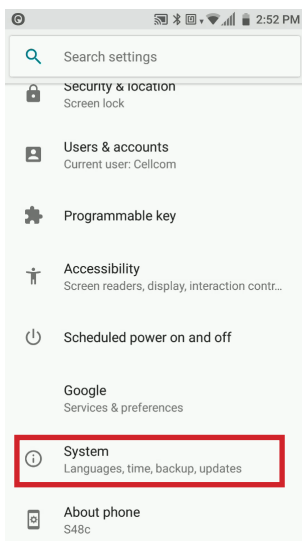 2:52 PM
Search settings
Security & location
Screen lock
Users & accounts
Current user: Cellcom
Programmable key
Accessibility
Screen readers, display, interaction contr...
Scheduled power on and off
Google
Services & preferences
System
Languages, time, backup, updates
About phone
S48c